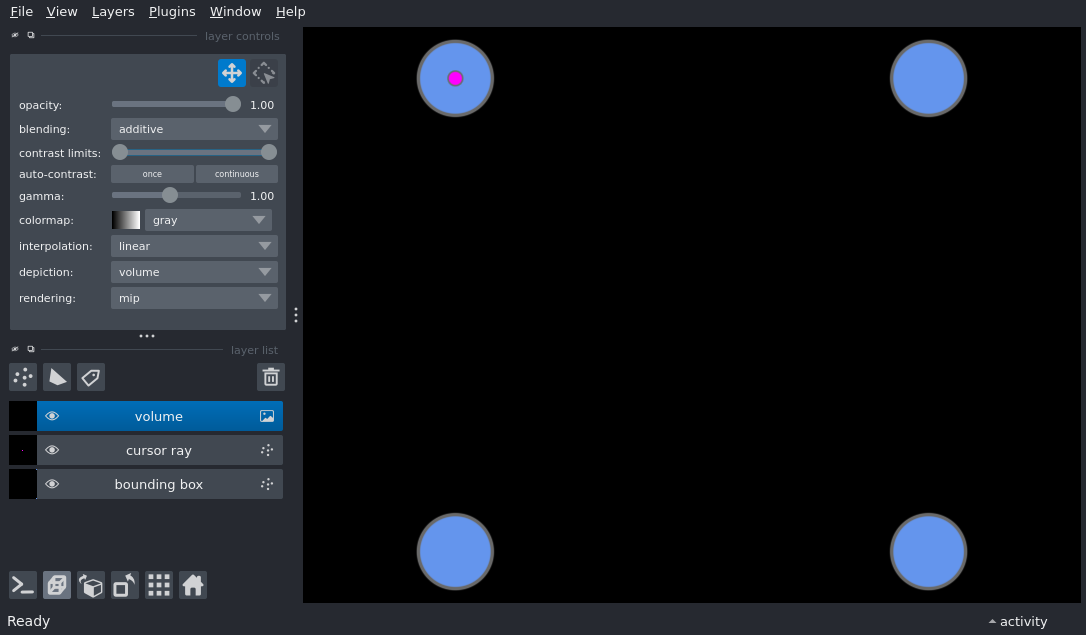 File View Layers Plugins Window Help
layer controls
opacity: 1.00
blending: additive
contrast limits:
auto-contrast: once continuous
gamma: 1.00
colormap: gray
interpolation: linear
depiction: volume
rendering: mip
layer list
volume
cursor ray
bounding box
Ready activity